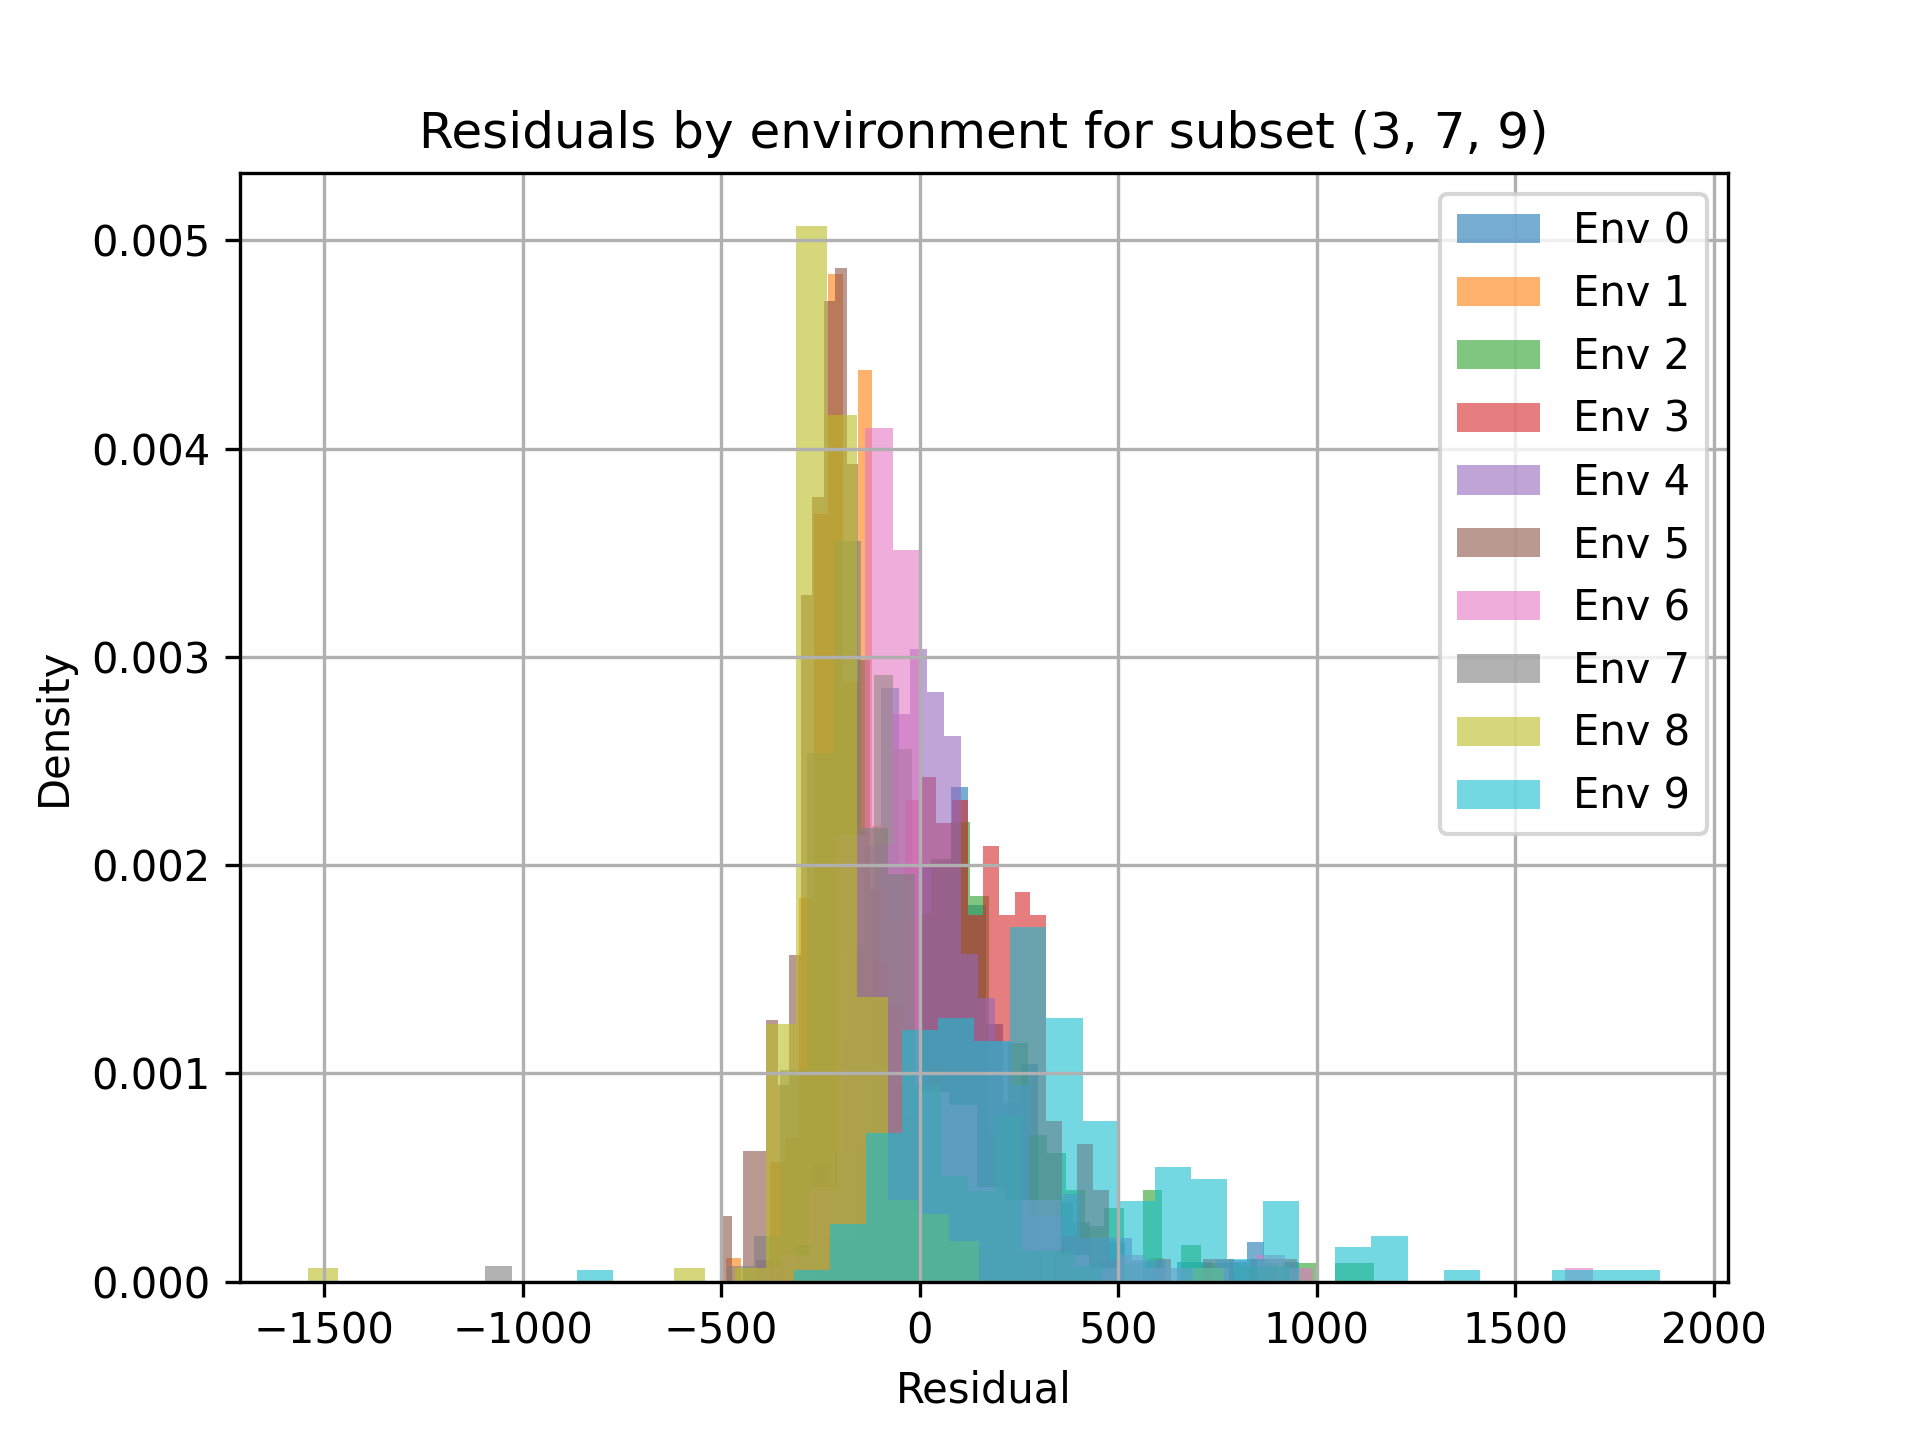 Residuals by environment for subset (3, 7, 9)
Env 0
Env 1
Env 2
Env 3
Env 4
Env 5
Env 6
Env 7
Env 8
Env 9
0.005
0.004
0.003
0.002
0.001
0.000
Density
−1500 −1000 −500 0 500 1000 1500 2000
Residual